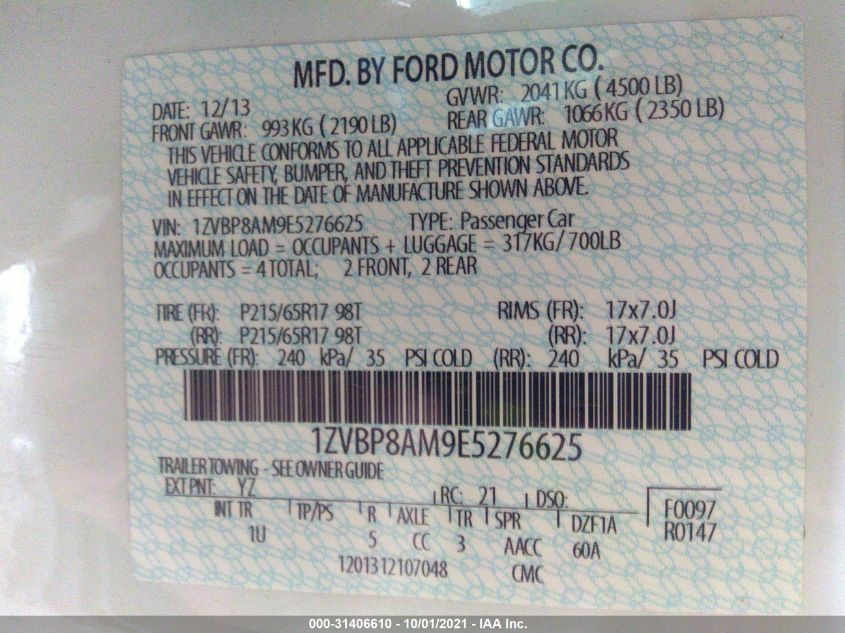 MFD. BY FORD MOTOR CO.
DATE: 12/13 GVWR: 2041KG (4500 LB)
FRONT GAWR: 993KG (2190 LB) REAR GAWR: 1066KG (2350 LB)
THIS VEHICLE CONFORMS TO ALL APPLICABLE FEDERAL MOTOR
VEHICLE SAFETY, BUMPER, AND THEFT PREVENTION STANDARDS
IN EFFECT ON THE DATE OF MANUFACTURE SHOWN ABOVE.
VIN: 1ZVBP8AM9E5276625 TYPE: Passenger Car
MAXIMUM LOAD = OCCUPANTS + LUGGAGE = 317KG/700LB
OCCUPANTS = 4 TOTAL; 2 FRONT, 2 REAR
TIRE (FR): P215/65R17 98T RIMS (FR): 17x7.0J
(RR): P215/65R17 98T (RR): 17x7.0J
PRESSURE (FR): 240 kPa/ 35 PSI COLD (RR): 240 kPa/ 35 PSI COLD
1ZVBP8AM9E5276625
TRAILER TOWING - SEE OWNER GUIDE
EXT PNT: YZ RC: 21 DSO: F0097
INT TR TP/PS R AXLE TR SPR DZF1A R0147
1U 5 CC 3 AACC 60A
1201312107048 CMC
000-31406610 - 10/01/2021 - IAA Inc.